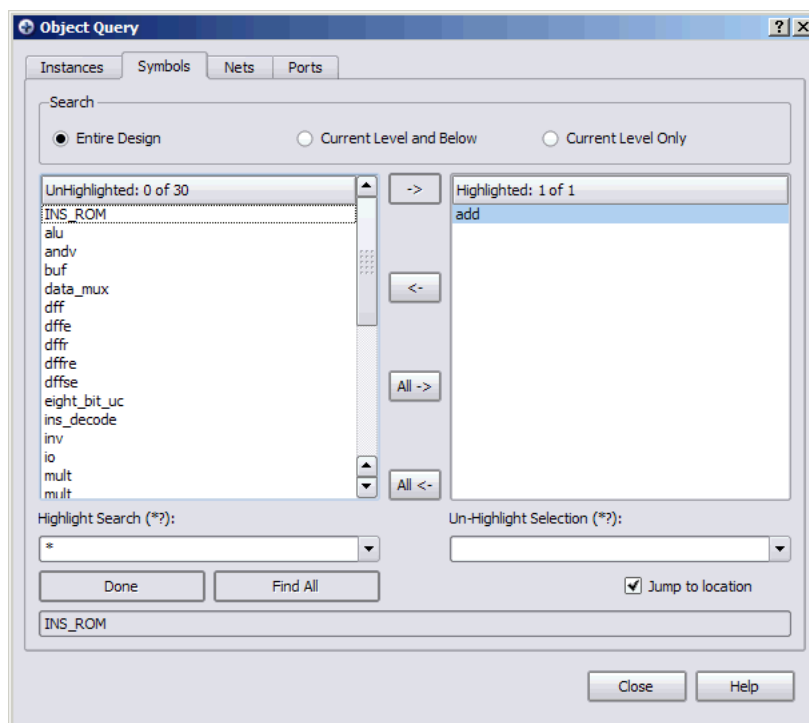 Object Query
Instances Symbols Nets Ports
Search
Entire Design Current Level and Below Current Level Only
UnHighlighted: 0 of 30
INS_ROM
alu
andv
buf
data_mux
dff
dffe
dffr
dffre
dffse
eight_bit_uc
ins_decode
inv
io
mult
mult
->
<-
All ->
All <-
Highlighted: 1 of 1
add
Highlight Search (*?):
*
Un-Highlight Selection (*?):
Done Find All
Jump to location
INS_ROM
Close Help